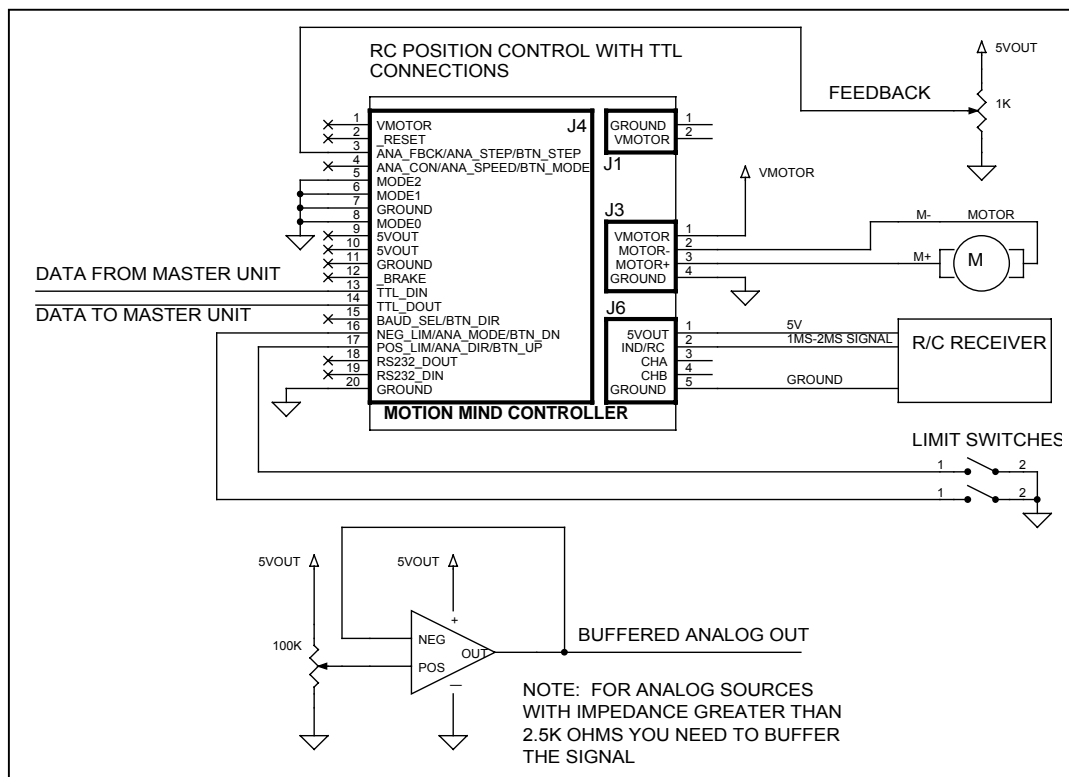 RC POSITION CONTROL WITH TTL
CONNECTIONS
5VOUT
FEEDBACK
1K
J4
1 VMOTOR
2 _RESET
3 ANA_FBCK/ANA_STEP/BTN_STEP
4 ANA_CON/ANA_SPEED/BTN_MODE
5 MODE2
6 MODE1
7 GROUND
8 MODE0
9 5VOUT
10 5VOUT
11 GROUND
12 _BRAKE
13 TTL_DIN
14 TTL_DOUT
15 BAUD_SEL/BTN_DIR
16 NEG_LIM/ANA_MODE/BTN_DN
17 POS_LIM/ANA_DIR/BTN_UP
18 RS232_DOUT
19 RS232_DIN
20 GROUND
MOTION MIND CONTROLLER
DATA FROM MASTER UNIT
DATA TO MASTER UNIT
GROUND 1
VMOTOR 2
J1
VMOTOR
J3
VMOTOR 1
MOTOR- 2
MOTOR+ 3
GROUND 4
M- MOTOR
M+ M
J6
5VOUT 1
IND/RC 2
CHA 3
CHB 4
GROUND 5
5V
1MS-2MS SIGNAL
GROUND
R/C RECEIVER
LIMIT SWITCHES
1 2
1 2
5VOUT
5VOUT
100K
+
NEG
POS
OUT
—
BUFFERED ANALOG OUT
NOTE: FOR ANALOG SOURCES
WITH IMPEDANCE GREATER THAN
2.5K OHMS YOU NEED TO BUFFER
THE SIGNAL